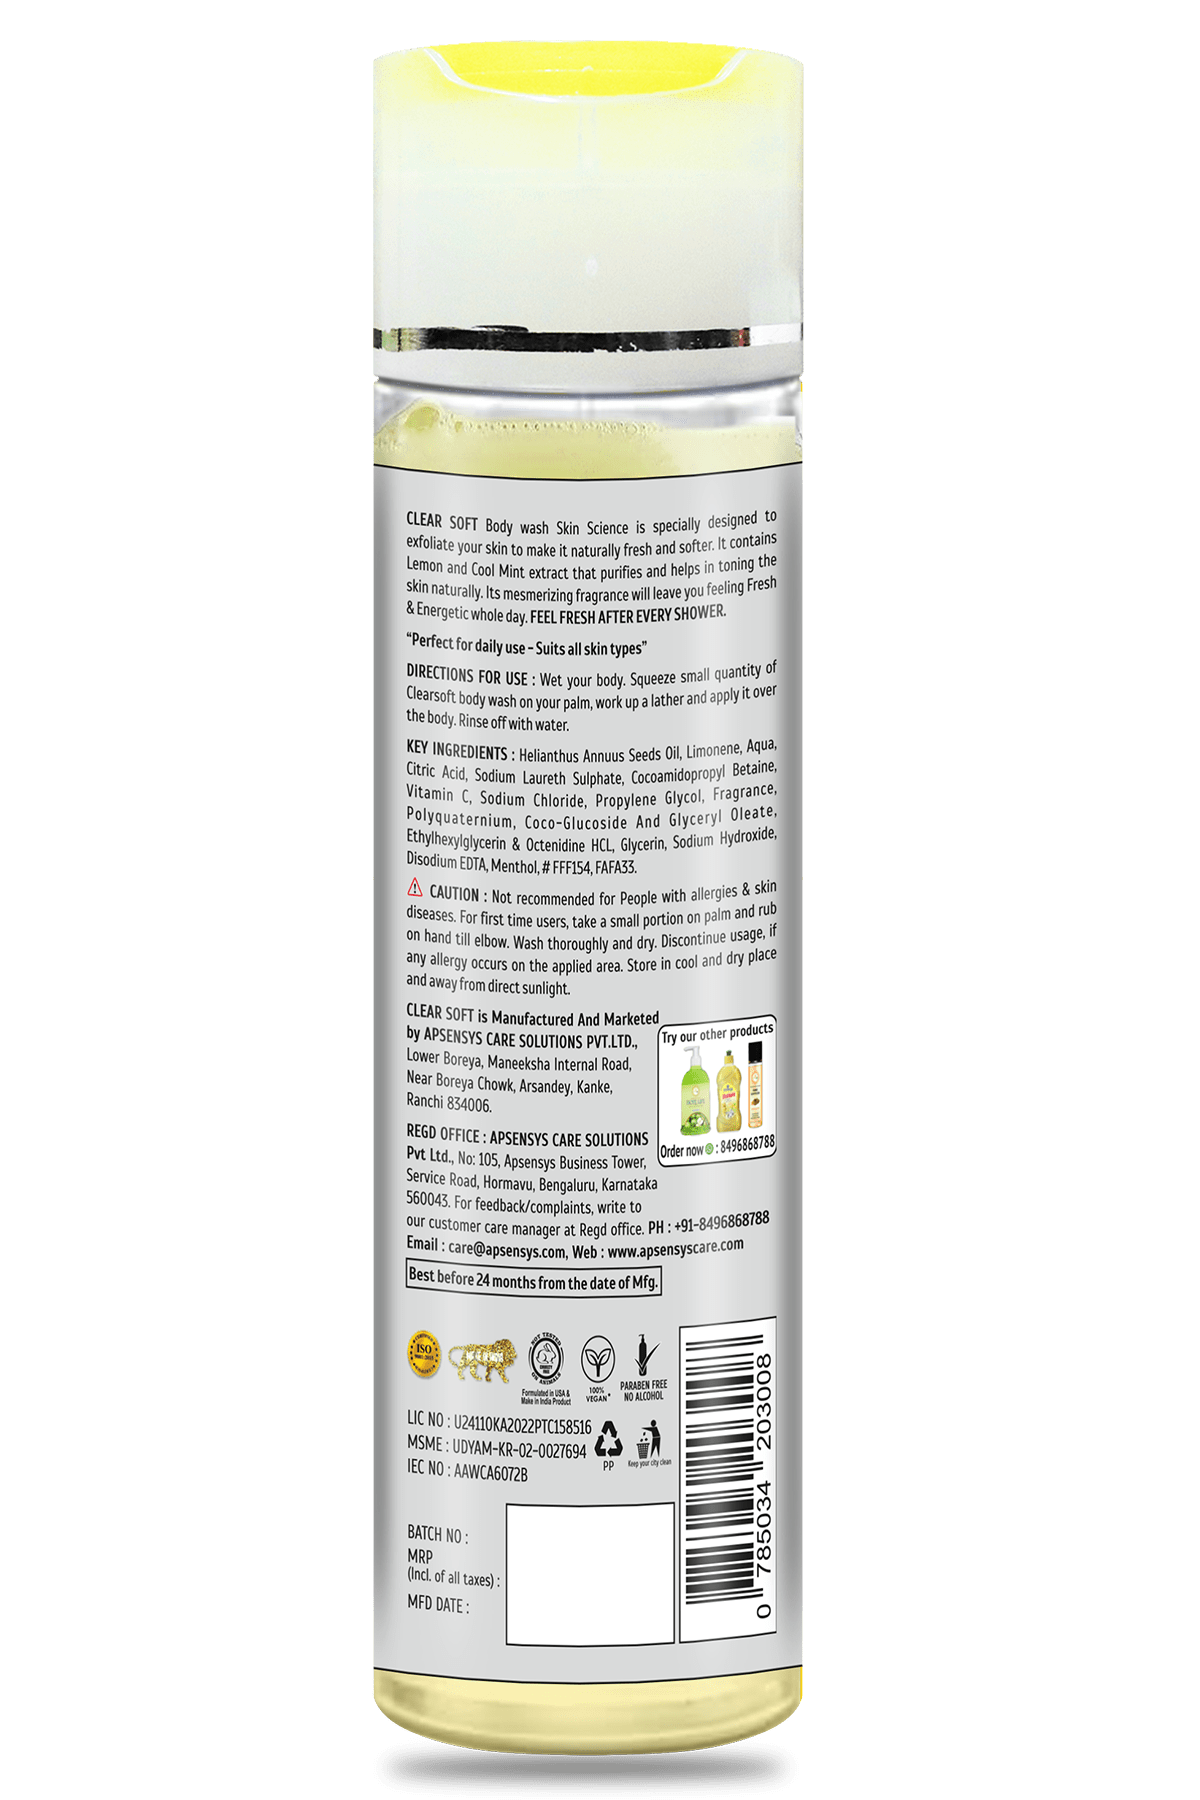 CLEAR SOFT Body wash Skin Science is specially designed to
exfoliate your skin to make it naturally fresh and softer. It contains
Lemon and Cool Mint extract that purifies and helps in toning the
skin naturally. Its mesmerizing fragrance will leave you feeling Fresh
& Energetic whole day. FEEL FRESH AFTER EVERY SHOWER.
“Perfect for daily use – Suits all skin types”
DIRECTIONS FOR USE : Wet your body. Squeeze small quantity of
Clearsoft body wash on your palm, work up a lather and apply it over
the body. Rinse off with water.
KEY INGREDIENTS : Helianthus Annuus Seeds Oil, Limonene, Aqua,
Citric Acid, Sodium Laureth Sulphate, Cocoamidopropyl Betaine,
Vitamin C, Sodium Chloride, Propylene Glycol, Fragrance,
Polyquaternium, Coco-Glucoside And Glyceryl Oleate,
Ethylhexylglycerin & Octenidine HCL, Glycerin, Sodium Hydroxide,
Disodium EDTA, Menthol, # FFF154, FAFA33.
CAUTION : Not recommended for People with allergies & skin
diseases. For first time users, take a small portion on palm and rub
on hand till elbow. Wash thoroughly and dry. Discontinue usage, if
any allergy occurs on the applied area. Store in cool and dry place
and away from direct sunlight.
CLEAR SOFT is Manufactured And Marketed
by APSENSYS CARE SOLUTIONS PVT.LTD.,
Lower Boreya, Maneeksha Internal Road,
Near Boreya Chowk, Arsandey, Kanke,
Ranchi 834006.
Try our other products
Order now : 8496868788
REGD OFFICE : APSENSYS CARE SOLUTIONS
Pvt Ltd., No: 105, Apsensys Business Tower,
Service Road, Hormavu, Bengaluru, Karnataka
560043. For feedback/complaints, write to
our customer care manager at Regd office. PH : +91-8496868788
Email : care@apsensys.com, Web : www.apsensyscare.com
Best before 24 months from the date of Mfg.
ISO
NOT TESTED
CRUELTY
FREE
ON ANIMALS
Formulated in USA &
Make in India Product
100%
VEGAN*
PARABEN FREE
NO ALCOHOL
LIC NO : U24110KA2022PTC158516
MSME : UDYAM-KR-02-0027694
IEC NO : AAWCA6072B
PP
Keep your city clean
BATCH NO :
MRP
(Incl. of all taxes) :
MFD DATE :
0 785034 203008